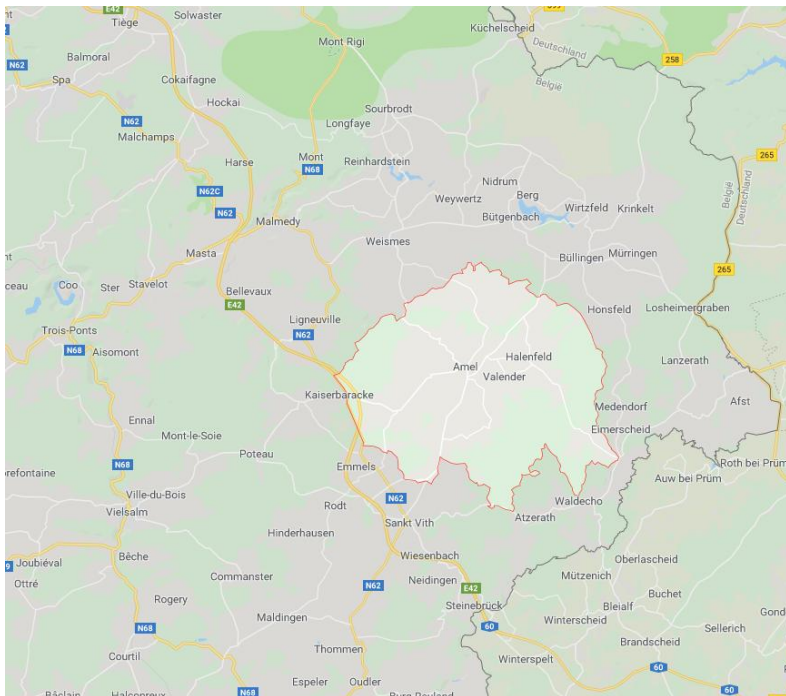 E42
Tiège
Solwaster
Küchelscheid
Mont Rigi
Deutschland
258
Balmoral
N62
Spa
Cokaifagne
België
Hockai
Sourbrodt
N62
Longfaye
Malchamps
265
Harse
Mont
N68
Reinhardstein
België
Deutschland
N62C
Nidrum
Weywertz
Berg
Wirtzfeld
Krinkelt
N62
Malmedy
Bütgenbach
Weismes
Masta
Büllingen
Mürringen
265
Coo
Ster
Stavelot
Bellevaux
E42
Honsfeld
Losheimergraben
Ligneuville
Trois-Ponts
N62
N68
Aisomont
Halenfeld
Lanzerath
Amel
Valender
Kaiserbaracke
Medendorf
Afst
Ennal
Eimerscheid
Mont-le-Soie
Poteau
N68
Emmels
Roth bei Prüm
Auw bei Prüm
Ville-du-Bois
N62
Waldecho
Vielsalm
Rodt
Atzerath
Sankt Vith
Hinderhausen
Bêche
Wiesenbach
Oberlascheid
Joubiéval
Commanster
Neidingen
E42
Mützenich
Ottré
N62
Buchet
Rogery
Steinebrück
Bleialf
Maldingen
Winterscheid
N68
60
Sellerich
Brandscheid
Thommen
Courtil
Winterspelt
60
Espeler
Oudler
N68